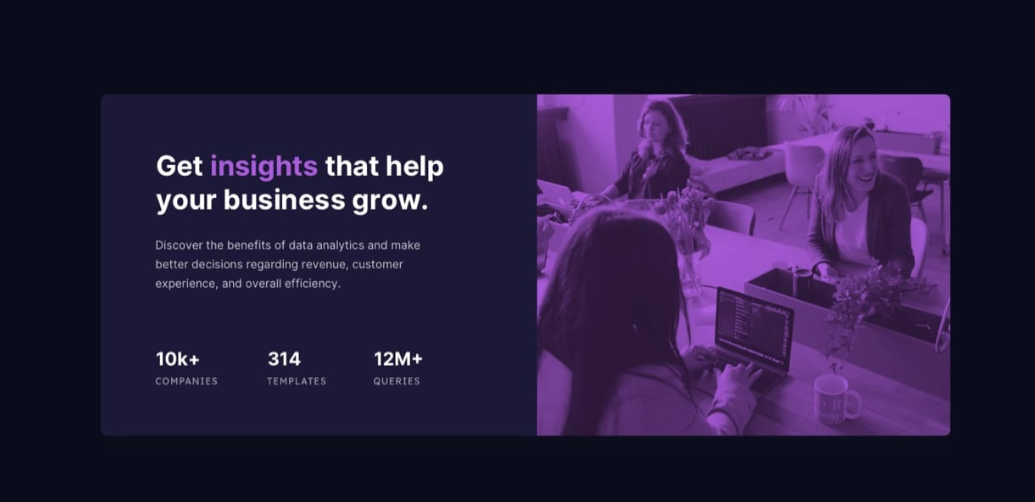 Get insights that help
your business grow.
Discover the benefits of data analytics and make
better decisions regarding revenue, customer
experience, and overall efficiency.
10k+ 314 12M+
COMPANIES TEMPLATES QUERIES